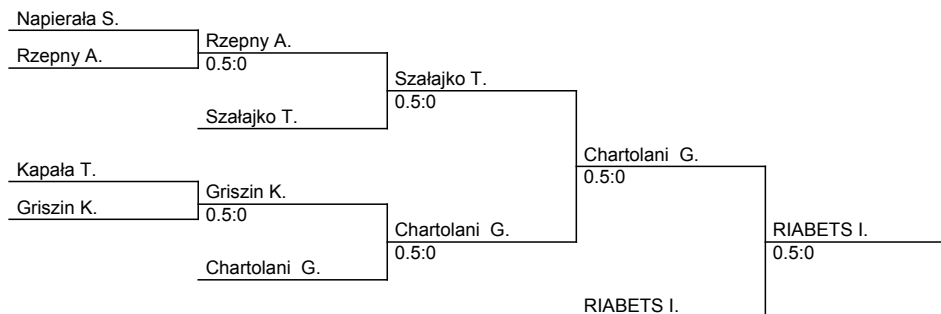 Napierała S.
Rzepny A.
Rzepny A.
0.5:0
Szałajko T.
0.5:0
Szałajko T.
Chartolani  G.
0.5:0
Kapała T.
Griszin K.
Griszin K.
0.5:0
Chartolani  G.
0.5:0
Chartolani  G.
RIABETS I.
0.5:0
RIABETS I.